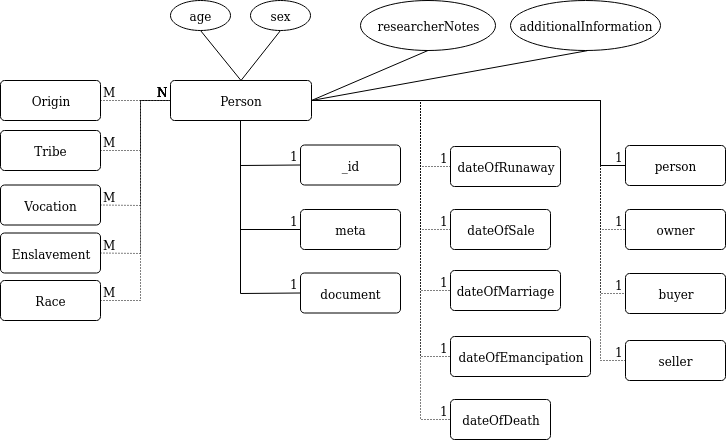 age
sex
researcherNotes
additionalInformation
Origin
M
N
Person
Tribe
M
Vocation
M
Enslavement
M
Race
M
1
_id
1
meta
1
document
1
dateOfRunaway
1
dateOfSale
1
dateOfMarriage
1
dateOfEmancipation
1
dateOfDeath
1
person
1
owner
1
buyer
1
seller